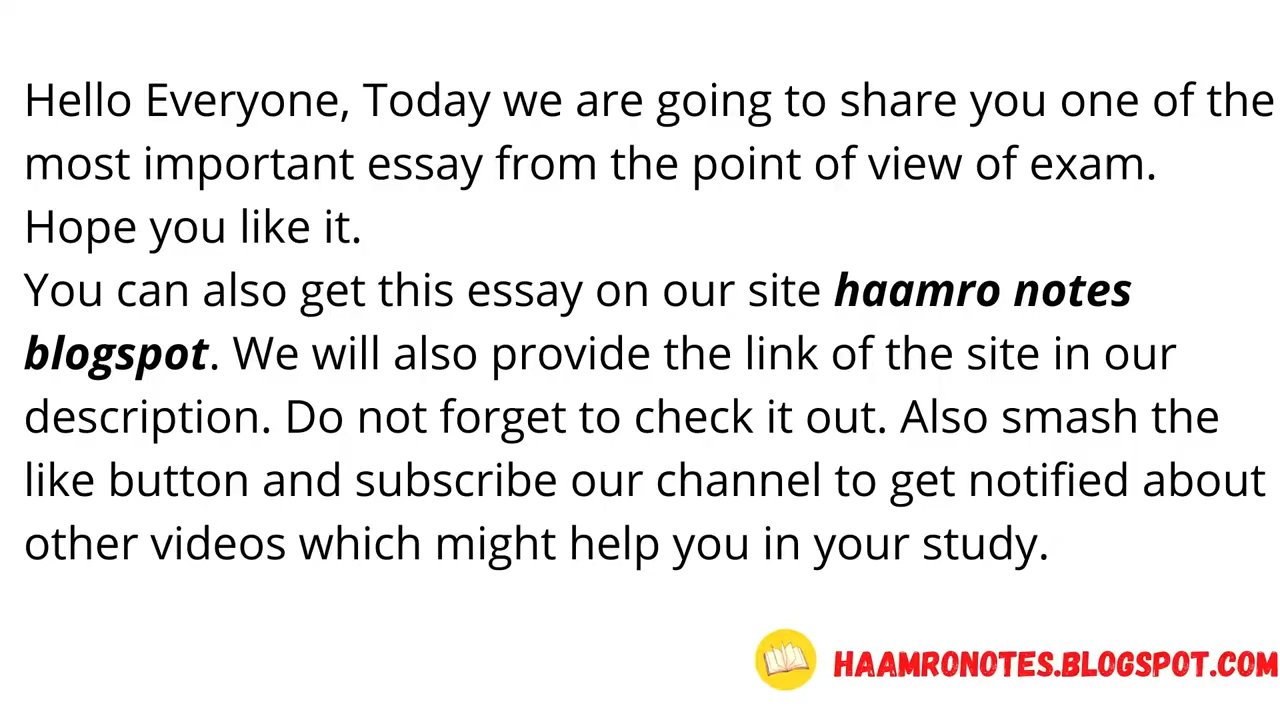 Hello Everyone, Today we are going to share you one of the
most important essay from the point of view of exam.
Hope you like it.
You can also get this essay on our site haamro notes
blogspot. We will also provide the link of the site in our
description. Do not forget to check it out. Also smash the
like button and subscribe our channel to get notified about
other videos which might help you in your study.
HAAMRONOTES.BLOGSPOT.COM